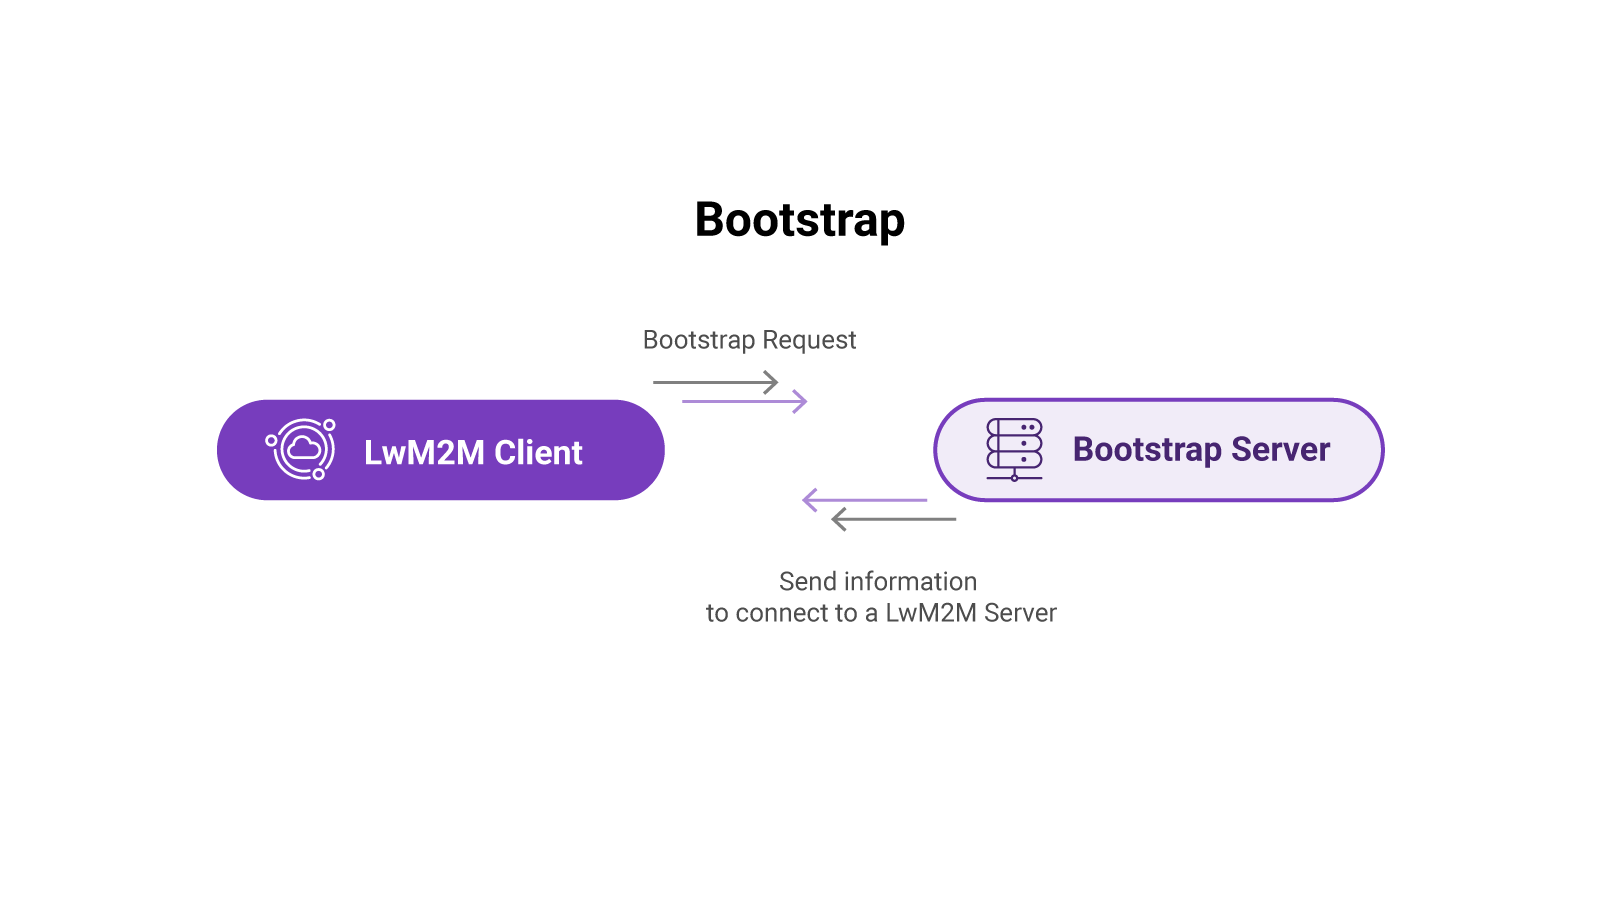 Bootstrap
Bootstrap Request
LwM2M Client
Bootstrap Server
Send information
to connect to a LwM2M Server